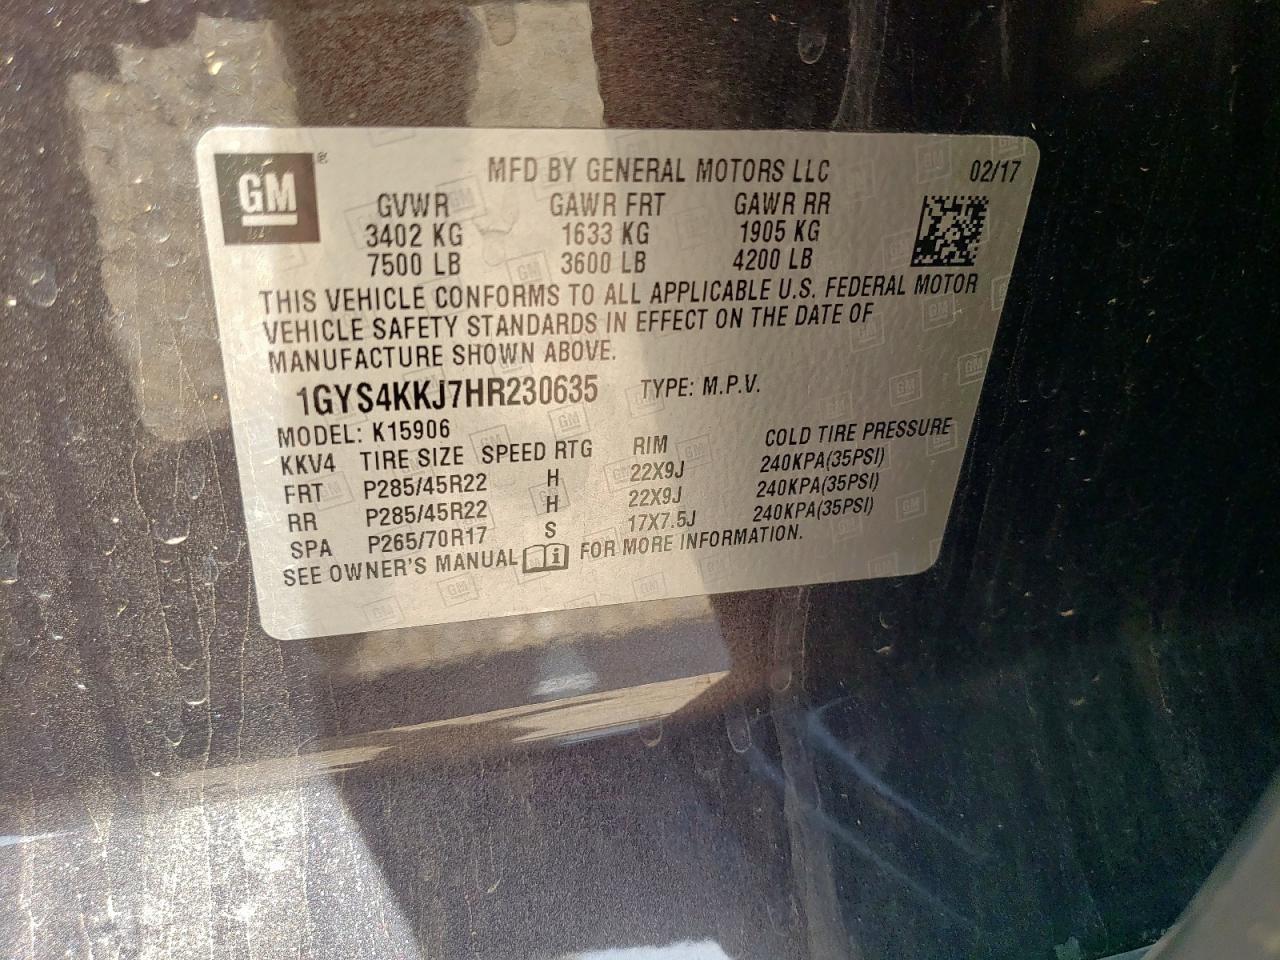 GM®
MFD BY GENERAL MOTORS LLC 02/17
GVWR GAWR FRT GAWR RR
3402 KG 1633 KG 1905 KG
7500 LB 3600 LB 4200 LB
THIS VEHICLE CONFORMS TO ALL APPLICABLE U.S. FEDERAL MOTOR
VEHICLE SAFETY STANDARDS IN EFFECT ON THE DATE OF
MANUFACTURE SHOWN ABOVE.
1GYS4KKJ7HR230635 TYPE: M.P.V.
MODEL: K15906
KKV4 TIRE SIZE SPEED RTG RIM COLD TIRE PRESSURE
FRT P285/45R22 H 22X9J 240KPA(35PSI)
RR P285/45R22 H 22X9J 240KPA(35PSI)
SPA P265/70R17 S 17X7.5J 240KPA(35PSI)
SEE OWNER'S MANUAL FOR MORE INFORMATION.